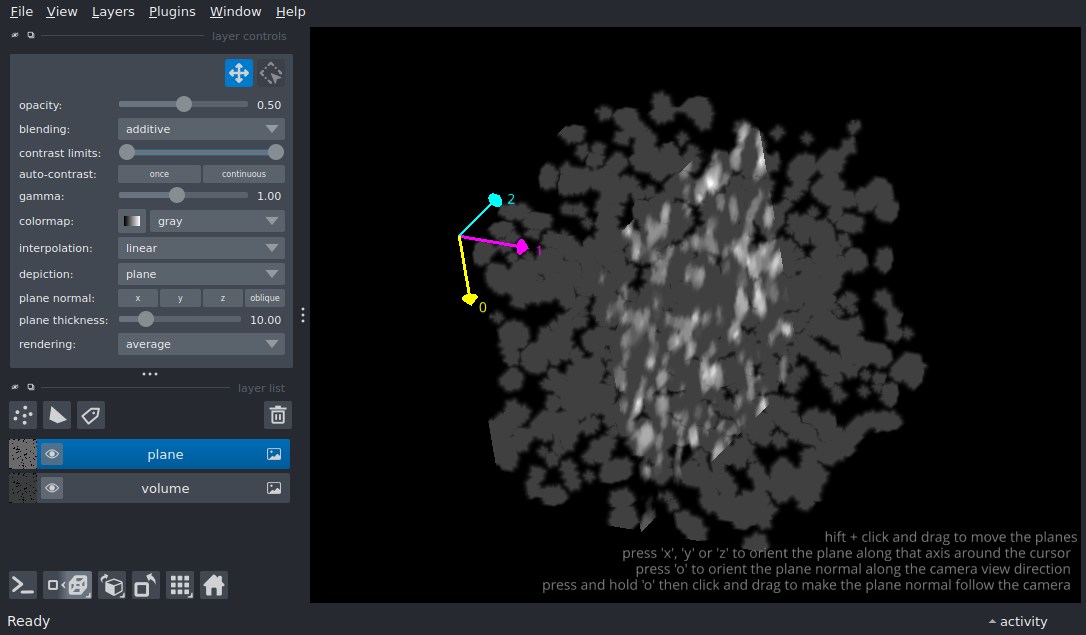 File View Layers Plugins Window Help
layer controls
opacity: 0.50
blending: additive
contrast limits:
auto-contrast: once continuous
gamma: 1.00
colormap: gray
interpolation: linear
depiction: plane
plane normal: x y z oblique
plane thickness: 10.00
rendering: average
layer list
plane
volume
2
1
0
hift + click and drag to move the planes
press 'x', 'y' or 'z' to orient the plane along that axis around the cursor
press 'o' to orient the plane normal along the camera view direction
press and hold 'o' then click and drag to make the plane normal follow the camera
Ready
activity